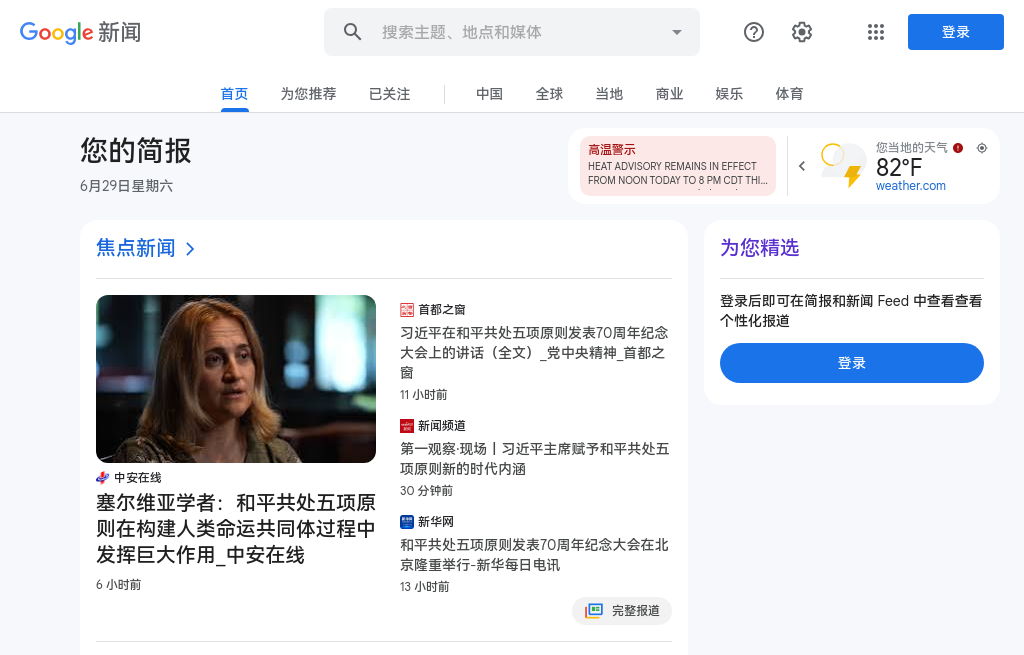 Google 新闻
搜索主题、地点和媒体
登录
首页
为您推荐
已关注
中国
全球
当地
商业
娱乐
体育
您的简报
6月29日星期六
高温警示
HEAT ADVISORY REMAINS IN EFFECT
FROM NOON TODAY TO 8 PM CDT THI...
您当地的天气
82°F
weather.com
焦点新闻
中安在线
塞尔维亚学者：和平共处五项原
则在构建人类命运共同体过程中
发挥巨大作用_中安在线
6 小时前
首都之窗
习近平在和平共处五项原则发表70周年纪念
大会上的讲话（全文）_党中央精神_首都之
窗
11 小时前
新闻频道
第一观察·现场丨习近平主席赋予和平共处五
项原则新的时代内涵
30 分钟前
新华网
和平共处五项原则发表70周年纪念大会在北
京隆重举行-新华每日电讯
13 小时前
完整报道
为您精选
登录后即可在简报和新闻 Feed 中查看查看
个性化报道
登录